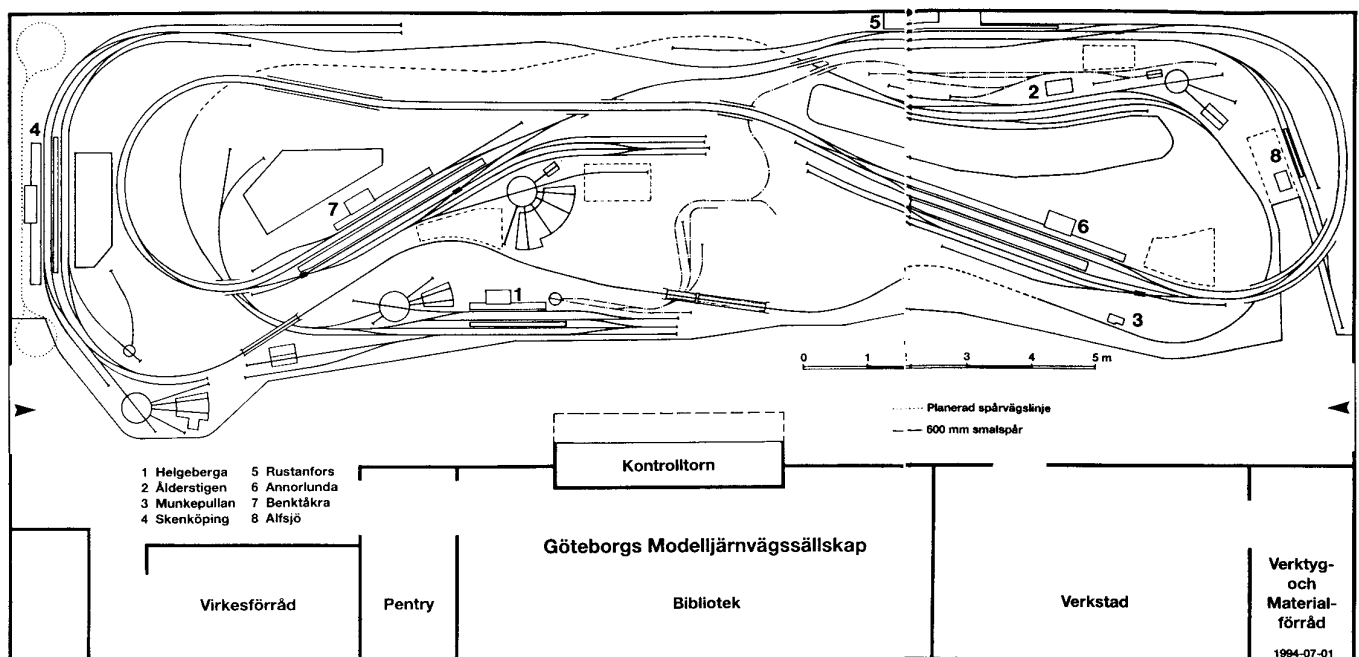 5
2
4
8
7
6
1
3
0 1 3 4 5 m
Planerad spårvägslinje
600 mm smalspår
Kontrolltorn
1 Helgeberga 5 Rustanfors
2 Ålderstigen 6 Annorlunda
3 Munkepullan 7 Benktåkra
4 Skenköping 8 Alfsjö
Göteborgs Modelljärnvägssällskap
Virkesförråd
Pentry
Bibliotek
Verkstad
Verktyg-
och
Material-
förråd
1994-07-01